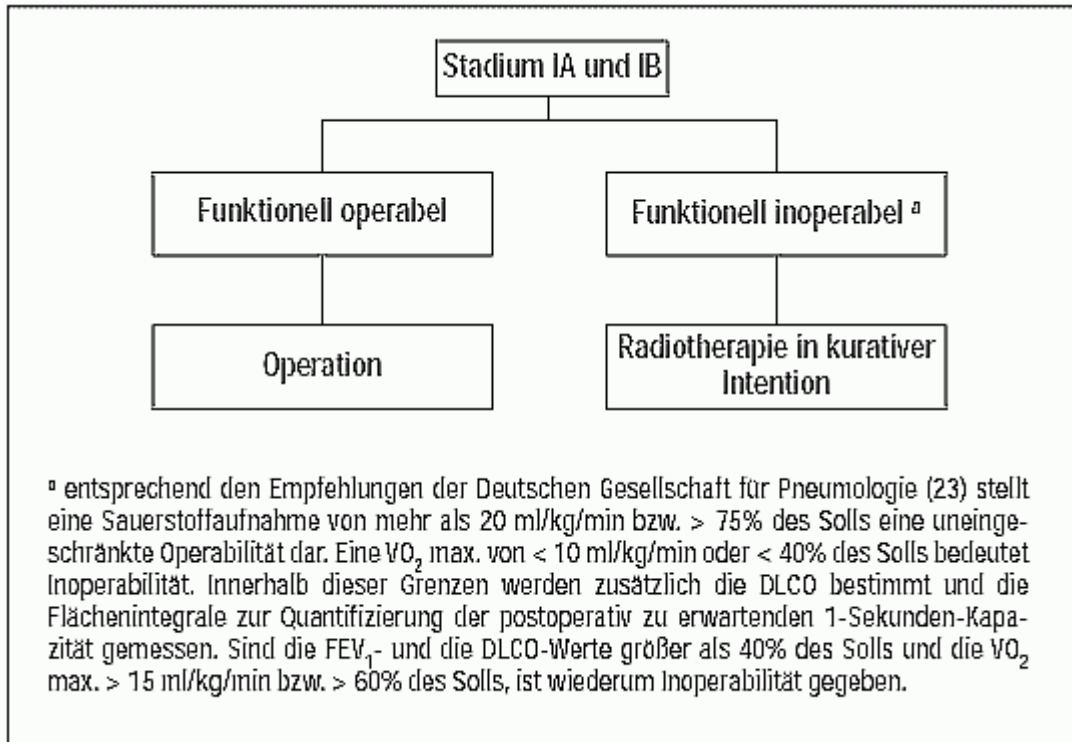 Stadium IA und IB
Funktionell operabel
Funktionell inoperabel ª
Operation
Radiotherapie in kurativer
Intention
ª entsprechend den Empfehlungen der Deutschen Gesellschaft für Pneumologie (23) stellt
eine Sauerstoffaufnahme von mehr als 20 ml/kg/min bzw. > 75% des Solls eine uneinge-
schränkte Operabilität dar. Eine VO₂ max. von < 10 ml/kg/min oder < 40% des Solls bedeutet
Inoperabilität. Innerhalb dieser Grenzen werden zusätzlich die DLCO bestimmt und die
Flächenintegrale zur Quantifizierung der postoperativ zu erwartenden 1-Sekunden-Kapa-
zität gemessen. Sind die FEV₁- und die DLCO-Werte größer als 40% des Solls und die VO₂
max. > 15 ml/kg/min bzw. > 60% des Solls, ist wiederum Inoperabilität gegeben.